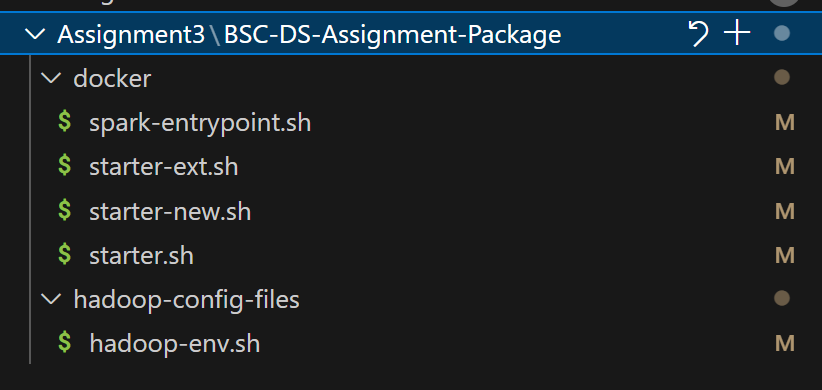 Assignment3\BSC-DS-Assignment-Package
docker
$ spark-entrypoint.sh M
$ starter-ext.sh M
$ starter-new.sh M
$ starter.sh M
hadoop-config-files
$ hadoop-env.sh M